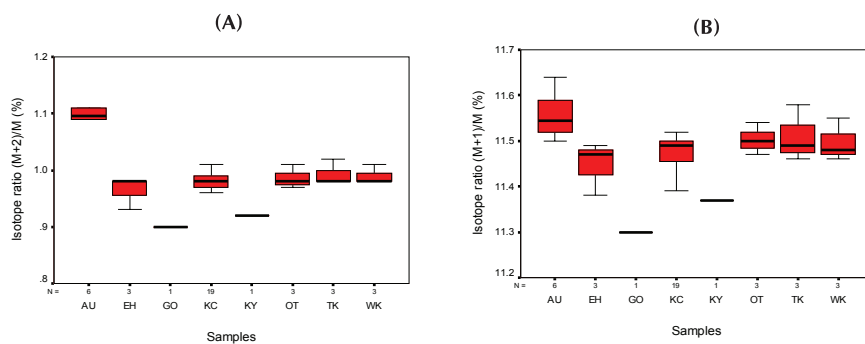 (A)
1.2
1.1
1.0
.9
.8
Isotope ratio (M+2)/M (%)
N = 6 3 1 19 1 3 3 3
AU EH GO KC KY OT TK WK
Samples
(B)
11.7
11.6
11.5
11.4
11.3
11.2
Isotope ratio (M+1)/M (%)
N = 6 3 1 19 1 3 3 3
AU EH GO KC KY OT TK WK
Samples